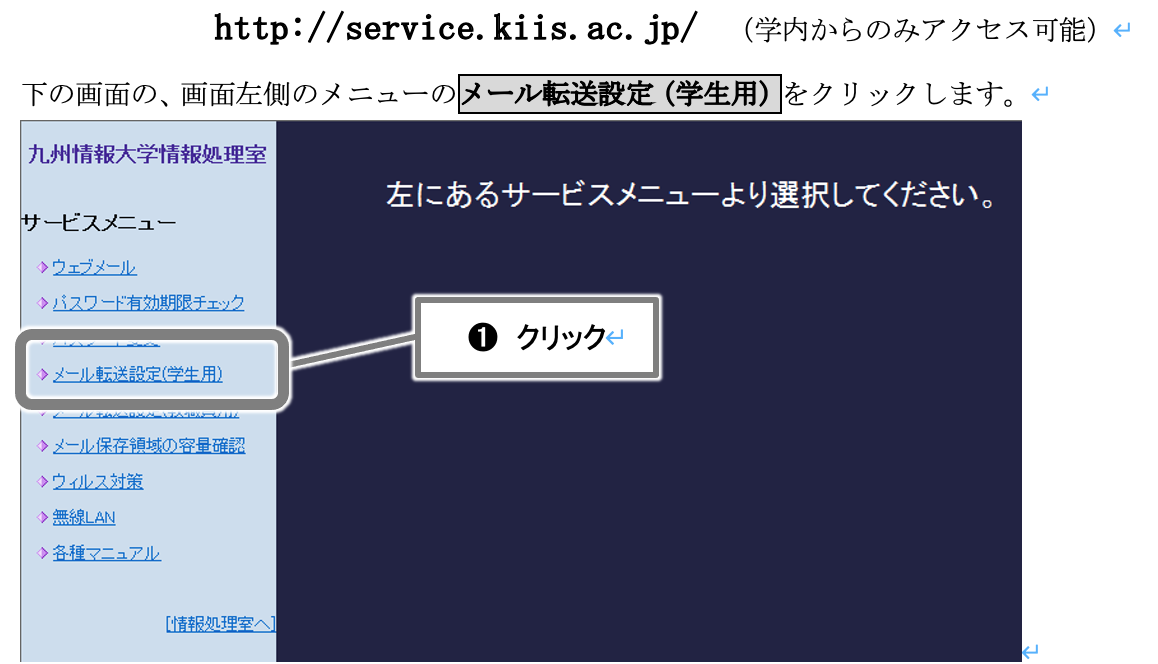 http://service.kiis.ac.jp/ （学内からのみアクセス可能）
下の画面の、画面左側のメニューのメール転送設定（学生用）をクリックします。
九州情報大学情報処理室
左にあるサービスメニューより選択してください。
サービスメニュー
ウェブメール
パスワード有効期限チェック
❶ クリック
メール転送設定(学生用)
メール保存領域の容量確認
ウィルス対策
無線LAN
各種マニュアル
[情報処理室へ]